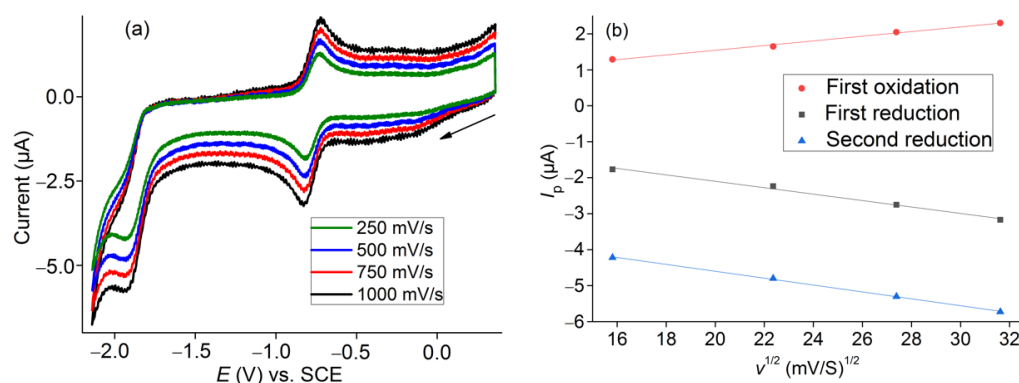 (a)
0.0
−2.5
−5.0
Current (μA)
250 mV/s
500 mV/s
750 mV/s
1000 mV/s
−2.0
−1.5
−1.0
−0.5
0.0
E (V) vs. SCE
(b)
2
1
0
−1
−2
−3
−4
−5
−6
Ip (μA)
First oxidation
First reduction
Second reduction
16
18
20
22
24
26
28
30
32
v1/2 (mV/S)1/2